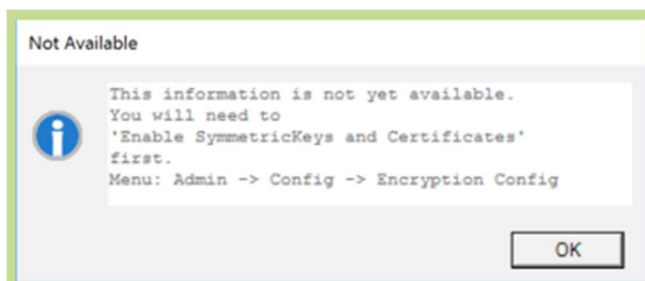 Not Available
This information is not yet available.
You will need to
'Enable SymmetricKeys and Certificates'
first.
Menu: Admin -> Config -> Encryption Config
OK